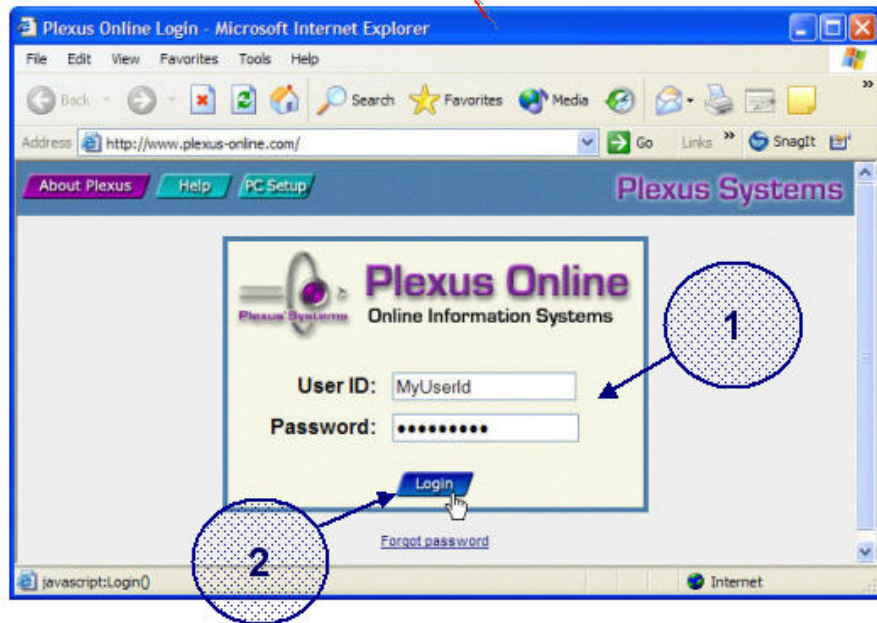 Plexus Online Login - Microsoft Internet Explorer
File Edit View Favorites Tools Help
Back Search Favorites Media »
Address http://www.plexus-online.com/ Go Links » SnagIt
About Plexus Help PC Setup Plexus Systems
Plexus Online
Plexus Systems Online Information Systems
1
User ID: MyUserId
Password: •••••••••
Login
2
Forgot password
javascript:Login() Internet